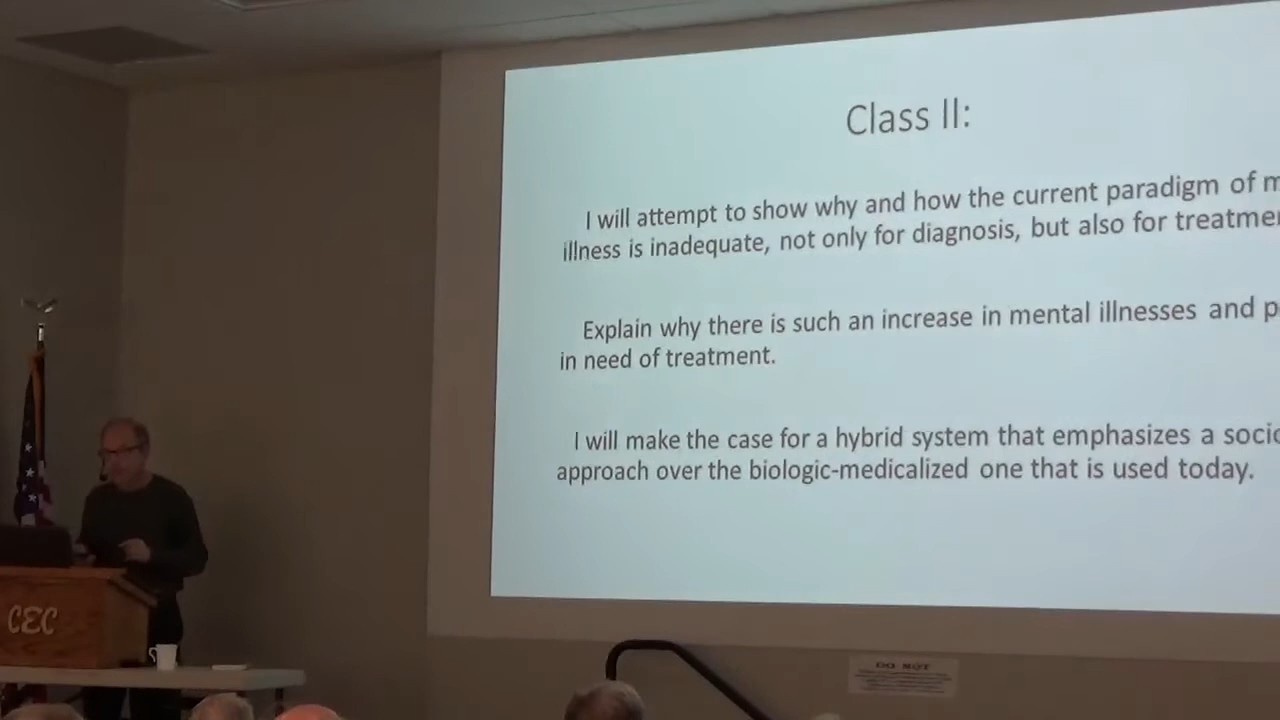 Class II:
I will attempt to show why and how the current paradigm of
illness is inadequate, not only for diagnosis, but also for
Explain why there is such an increase in mental illnesses and
in need of treatment.
I will make the case for a hybrid system that emphasizes a
approach over the biologic-medicalized one that is used today.
CEC
DO NOT